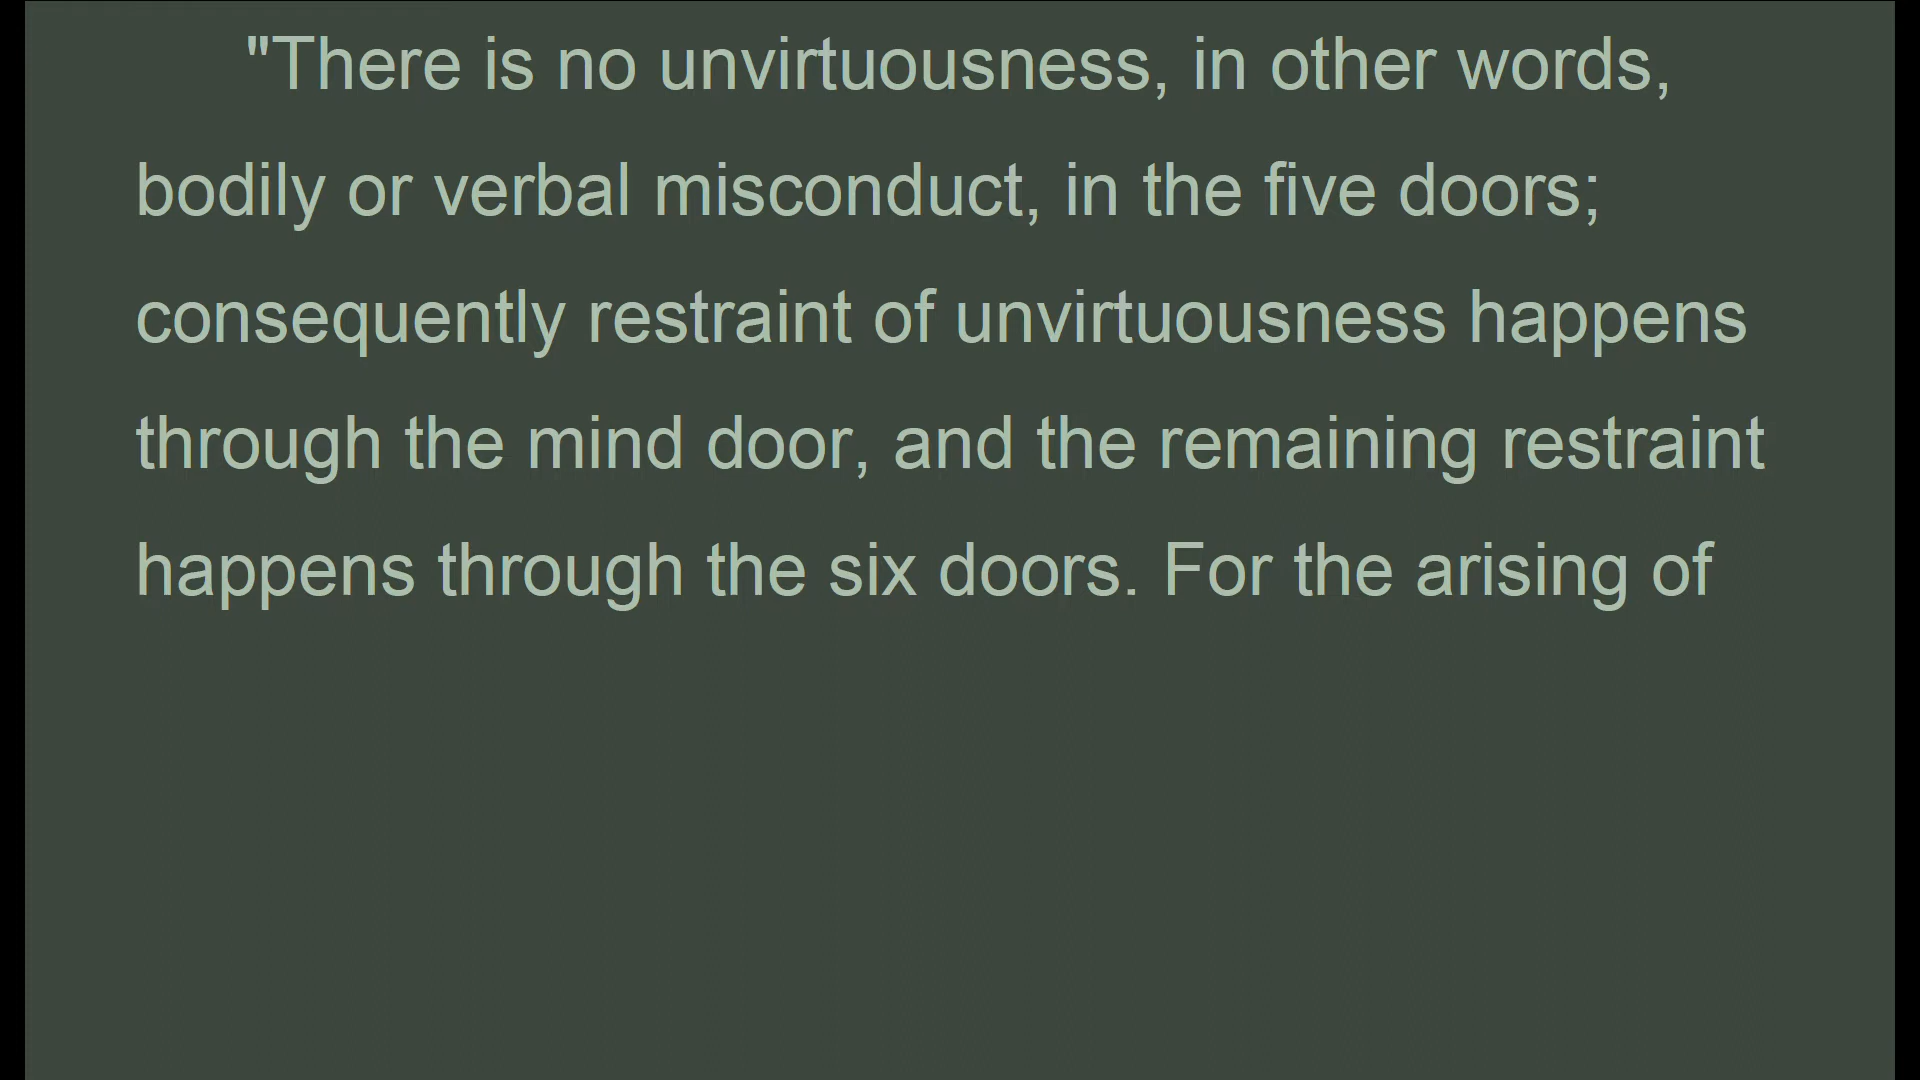 "There is no unvirtuousness, in other words,
bodily or verbal misconduct, in the five doors;
consequently restraint of unvirtuousness happens
through the mind door, and the remaining restraint
happens through the six doors. For the arising of